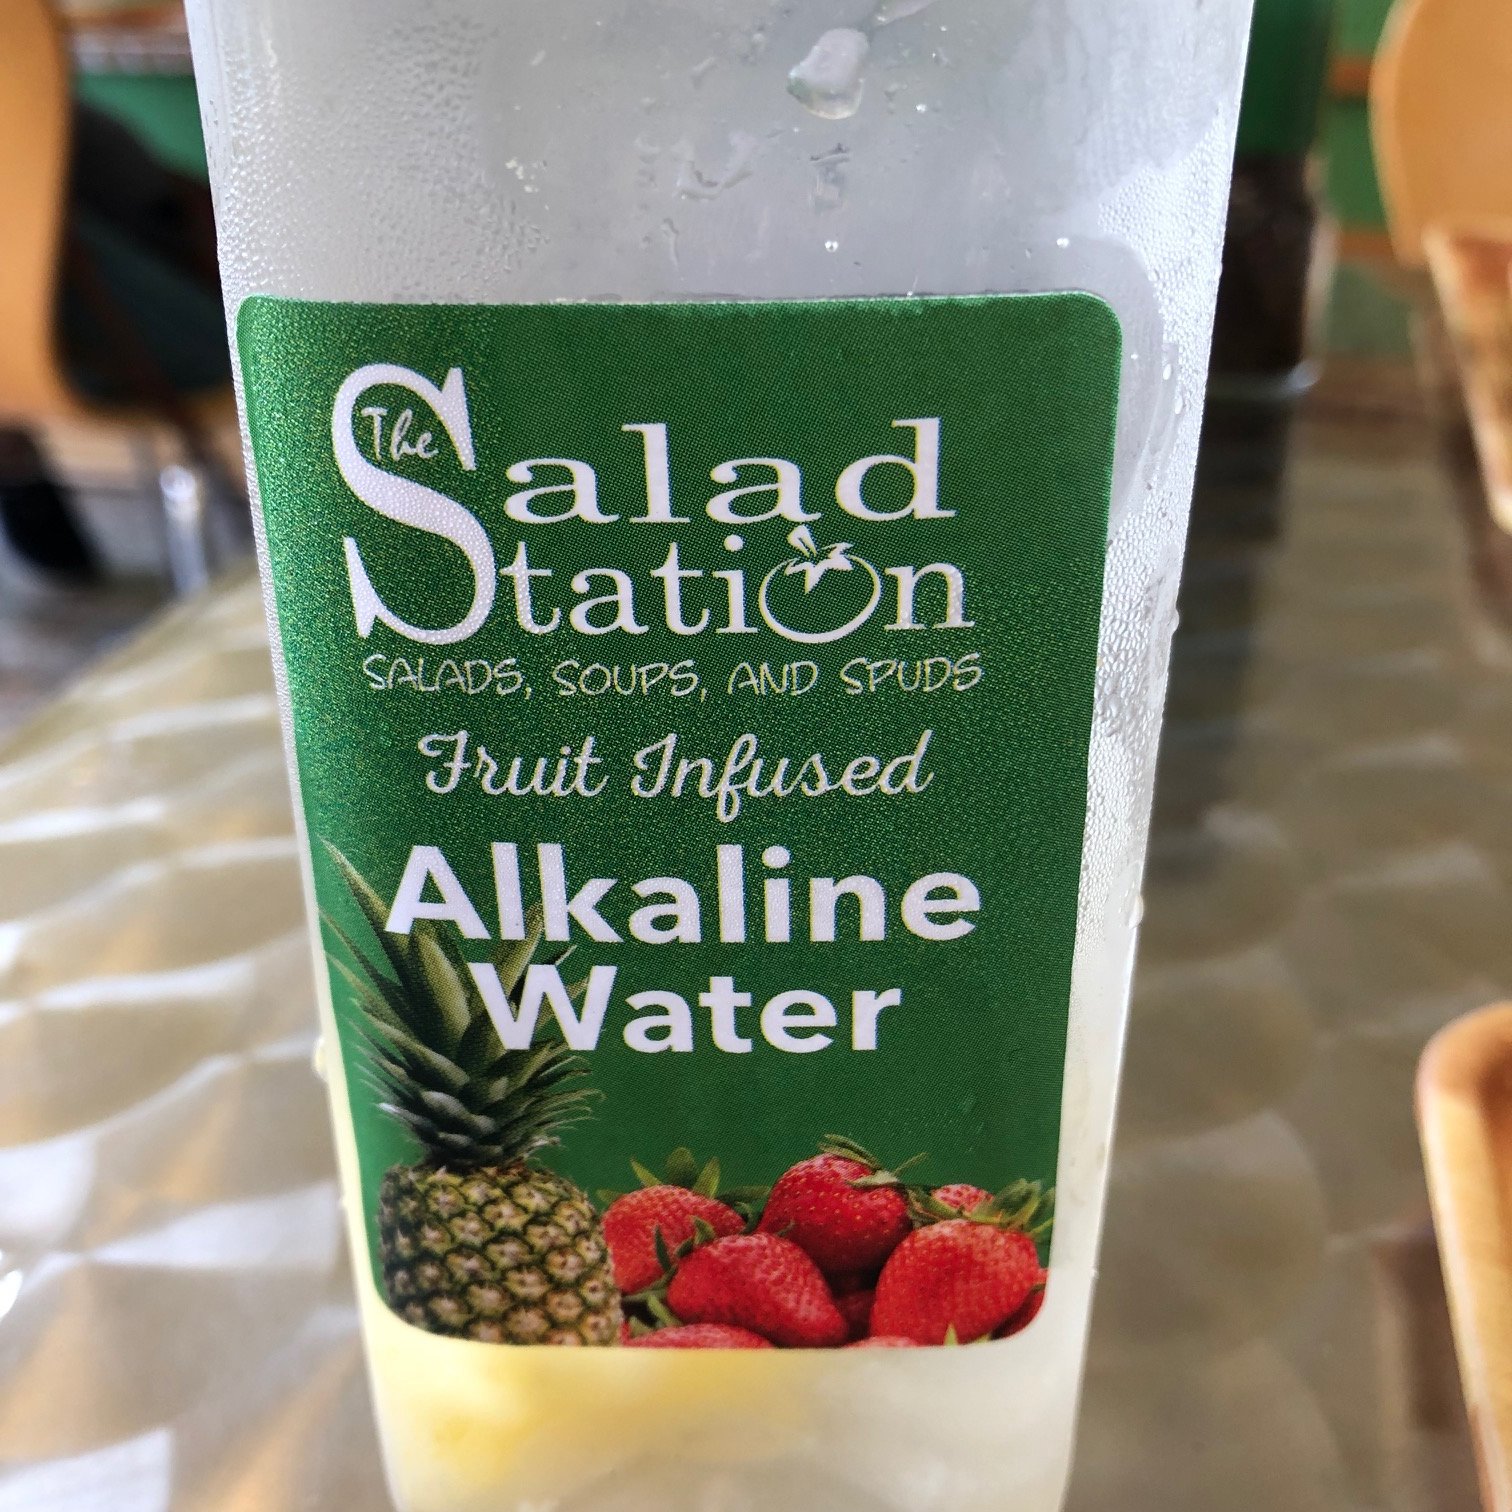 The Salad
Station
SALADS, SOUPS, AND SPUDS
Fruit Infused
Alkaline
Water